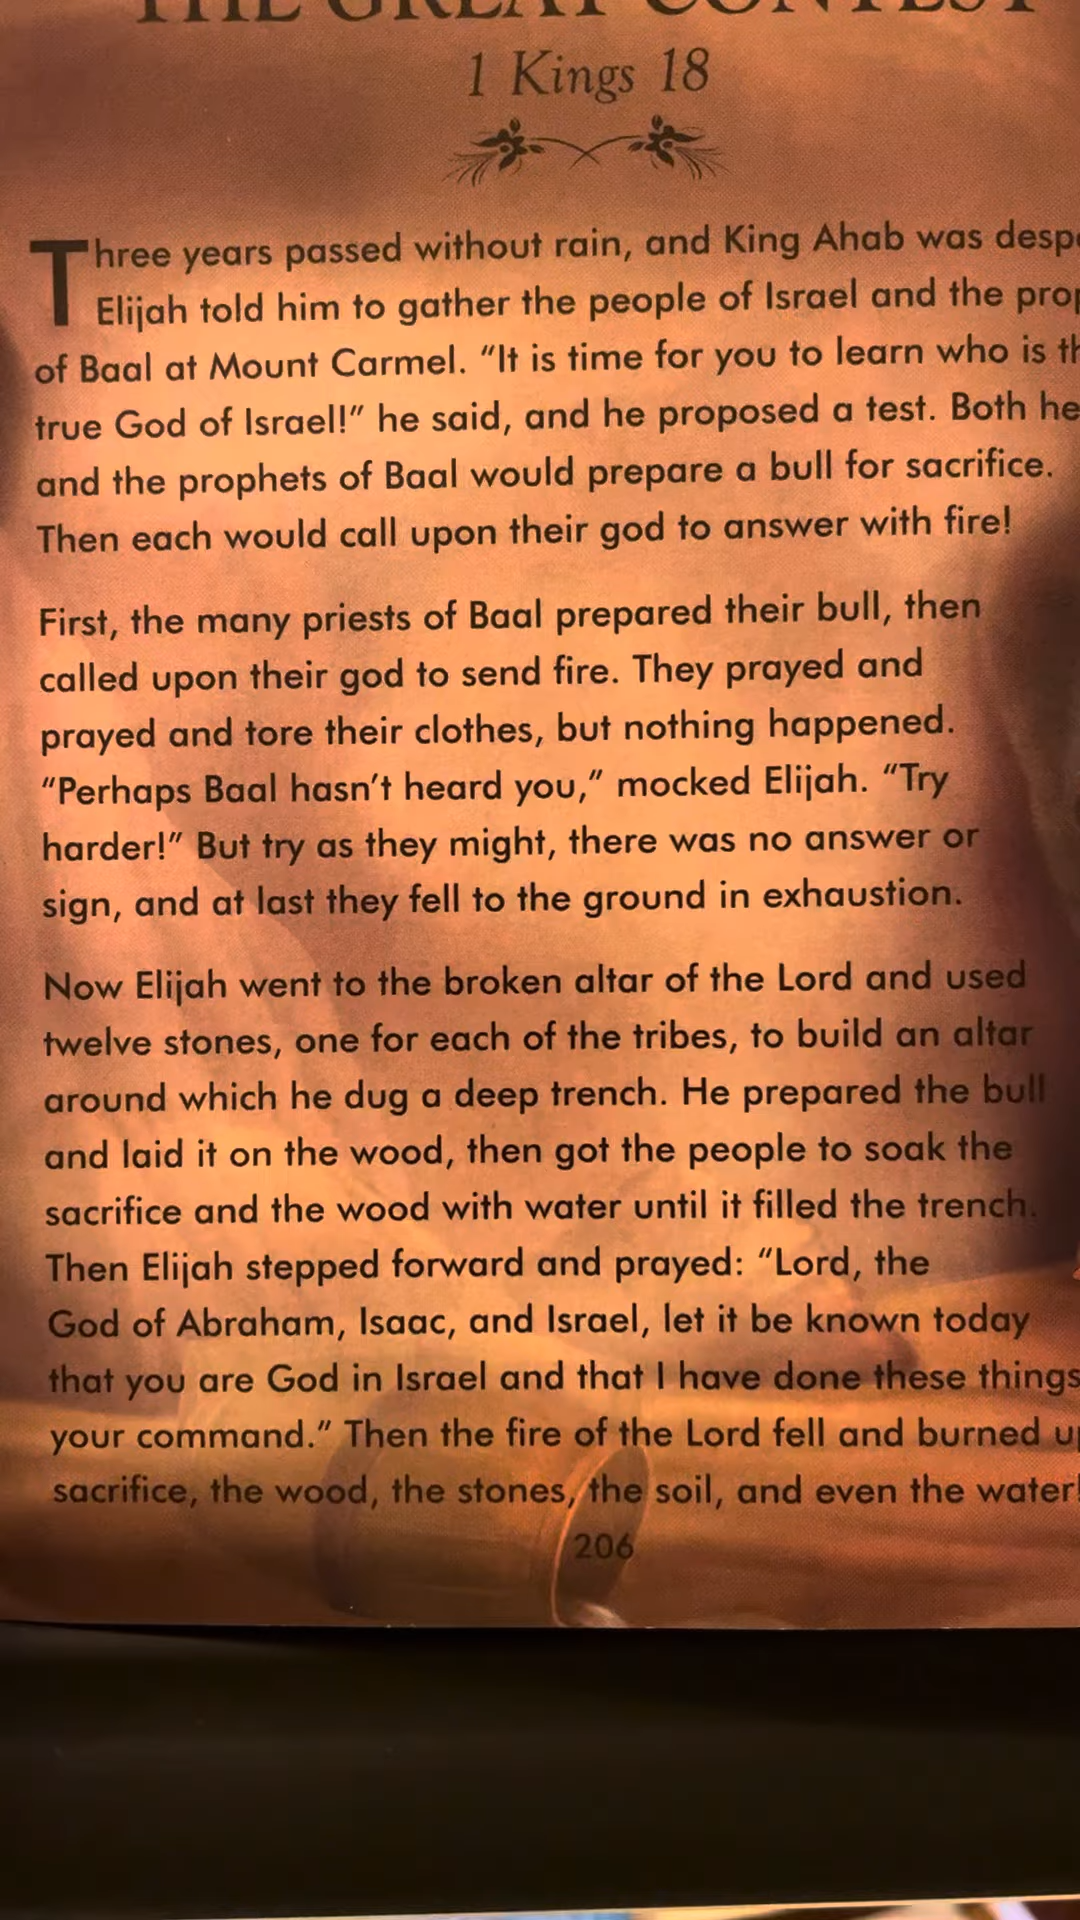 THE GREAT CONTEST
1 Kings 18
Three years passed without rain, and King Ahab was
Elijah told him to gather the people of Israel and the
of Baal at Mount Carmel. “It is time for you to learn who is
true God of Israel!” he said, and he proposed a test. Both he
and the prophets of Baal would prepare a bull for sacrifice.
Then each would call upon their god to answer with fire!
First, the many priests of Baal prepared their bull, then
called upon their god to send fire. They prayed and
prayed and tore their clothes, but nothing happened.
“Perhaps Baal hasn’t heard you,” mocked Elijah. “Try
harder!” But try as they might, there was no answer or
sign, and at last they fell to the ground in exhaustion.
Now Elijah went to the broken altar of the Lord and used
twelve stones, one for each of the tribes, to build an altar
around which he dug a deep trench. He prepared the bull
and laid it on the wood, then got the people to soak the
sacrifice and the wood with water until it filled the trench.
Then Elijah stepped forward and prayed: “Lord, the
God of Abraham, Isaac, and Israel, let it be known today
that you are God in Israel and that I have done these things
your command.” Then the fire of the Lord fell and burned
sacrifice, the wood, the stones, the soil, and even the water!
206